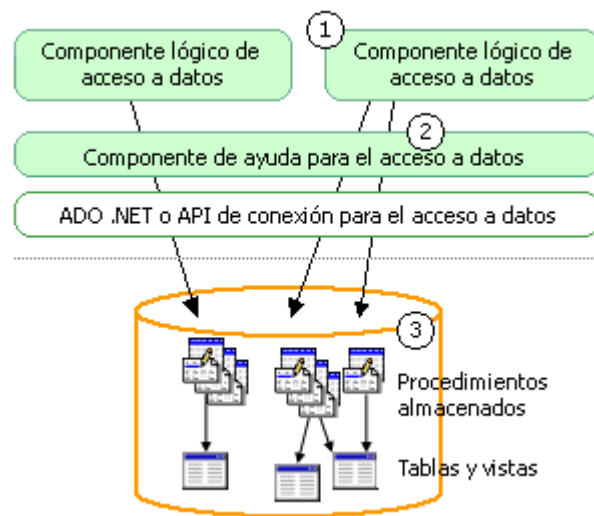 Componente lógico de
acceso a datos
1
Componente lógico de
acceso a datos
2
Componente de ayuda para el acceso a datos
ADO .NET o API de conexión para el acceso a datos
3
Procedimientos
almacenados
Tablas y vistas